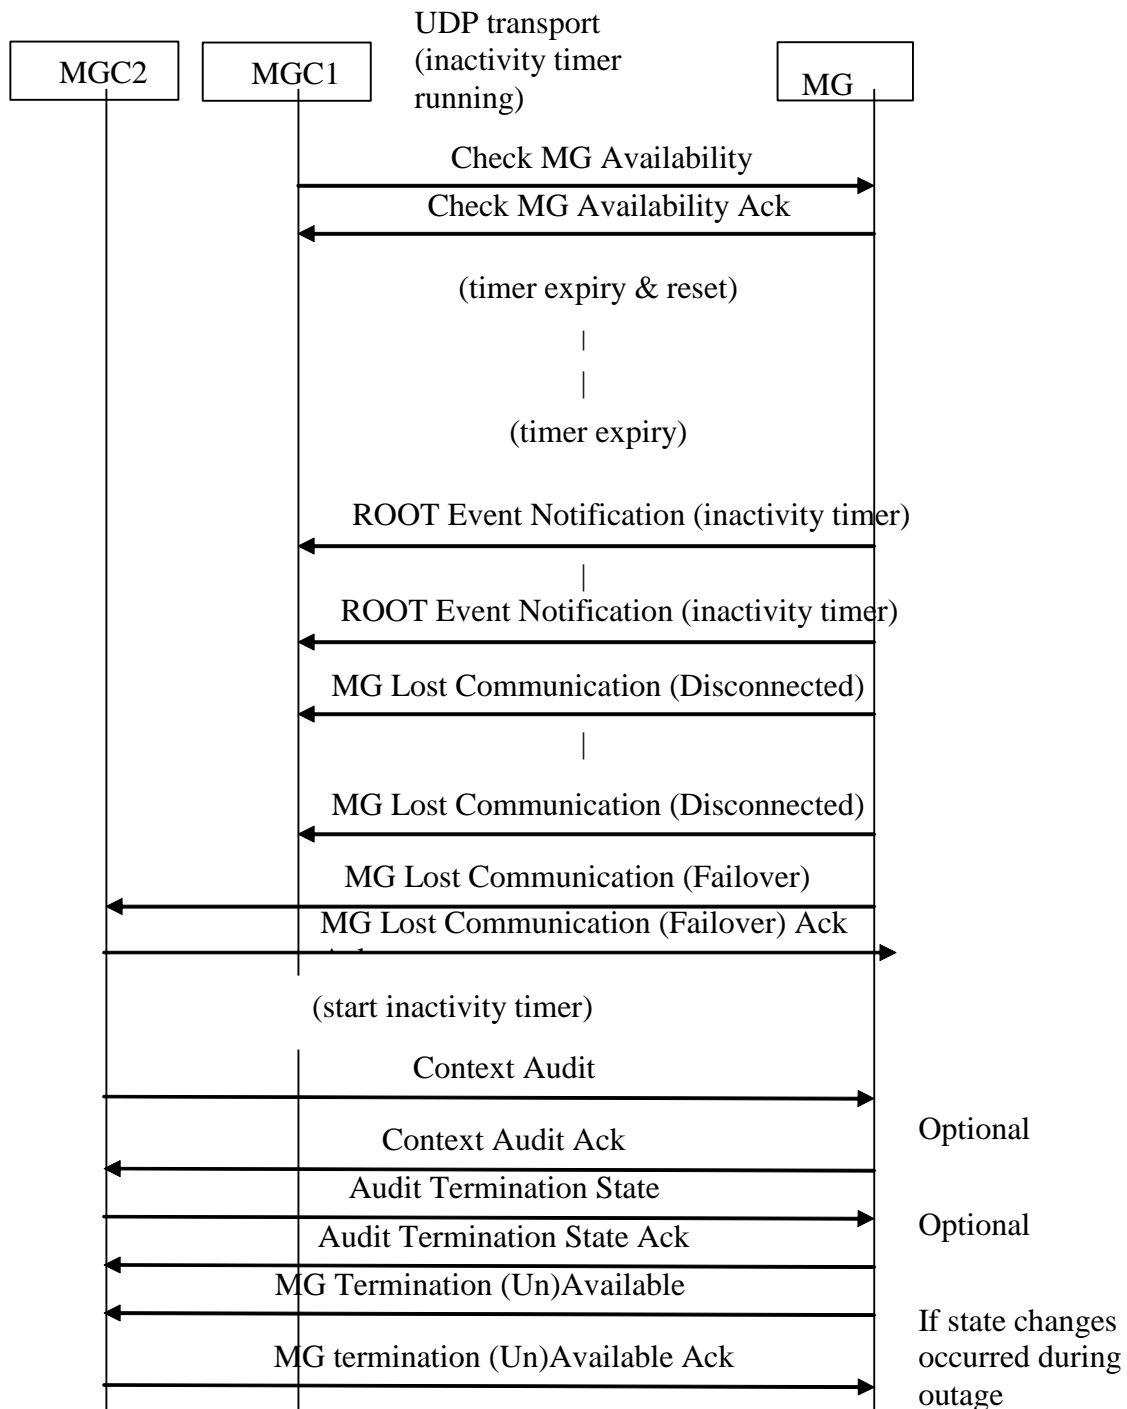 UDP transport
(inactivity timer
running)
MGC2
MGC1
MG
Check MG Availability
Check MG Availability Ack
(timer expiry & reset)
(timer expiry)
ROOT Event Notification (inactivity timer)
ROOT Event Notification (inactivity timer)
MG Lost Communication (Disconnected)
MG Lost Communication (Disconnected)
MG Lost Communication (Failover)
MG Lost Communication (Failover) Ack
(start inactivity timer)
Context Audit
Optional
Context Audit Ack
Audit Termination State
Optional
Audit Termination State Ack
MG Termination (Un)Available
If state changes
occurred during
outage
MG termination (Un)Available Ack